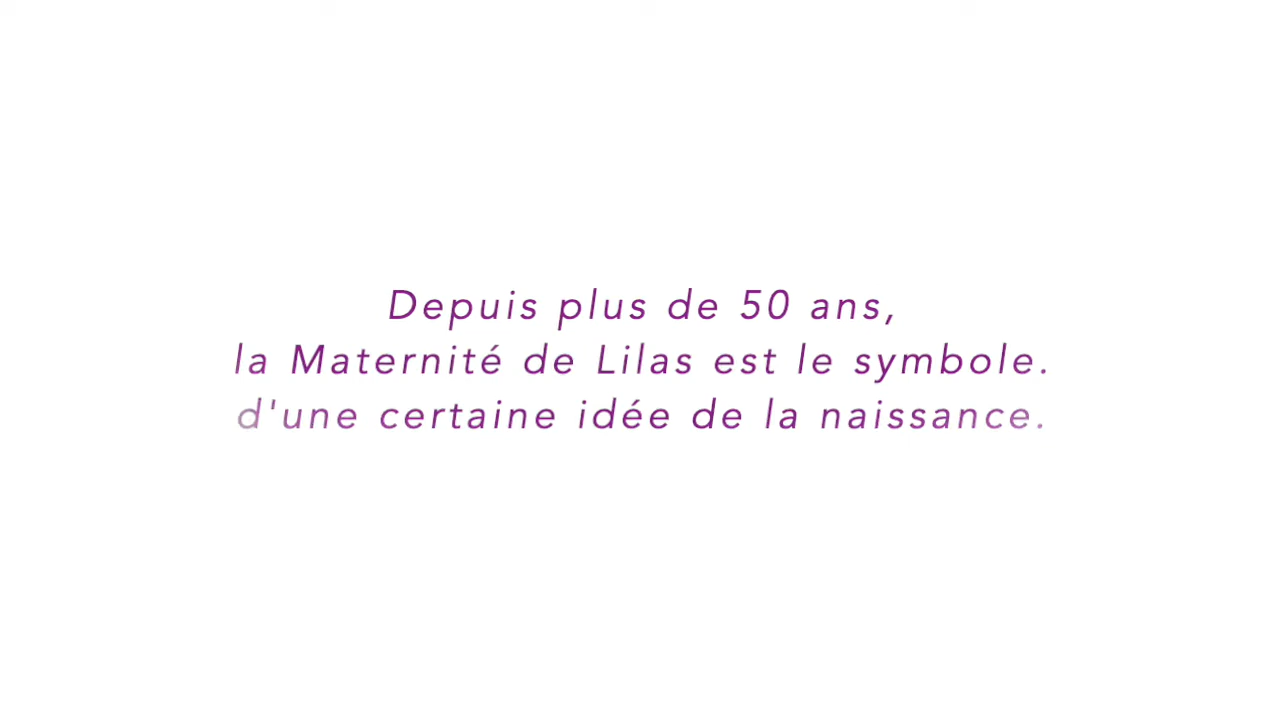 Depuis plus de 50 ans,
la Maternité de Lilas est le symbole.
d'une certaine idée de la naissance.